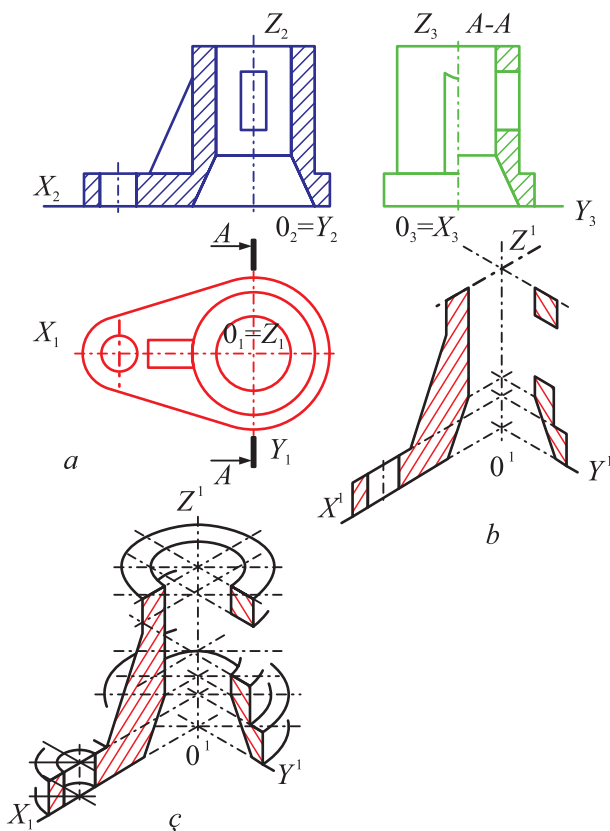 Z₂
Z₃ A-A
X₂
0₂=Y₂
0₃=X₃
Y₃
A
Z¹
X₁
0₁=Z₁
Y₁
A
a
0¹
X¹
Y¹
b
Z¹
0¹
Y¹
X₁
ç